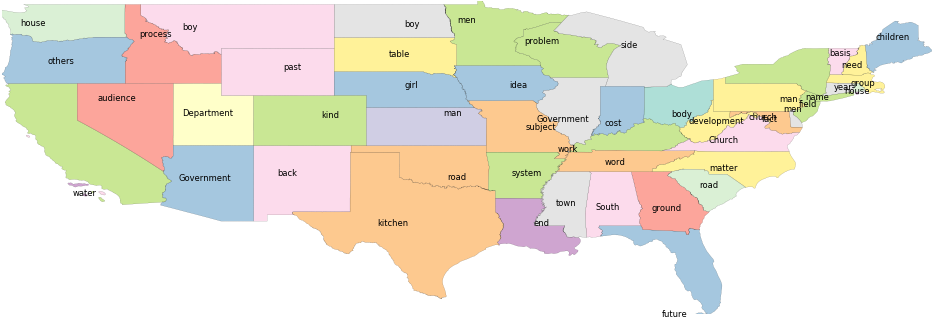 house
process
boy
boy
men
problem
side
children
others
past
table
basis
need
audience
girl
idea
years
group
house
Department
kind
man
Government
cost
body
man
name
men
field
subject
development
church
work
Church
Government
back
road
system
word
matter
water
town
South
ground
road
kitchen
end
future